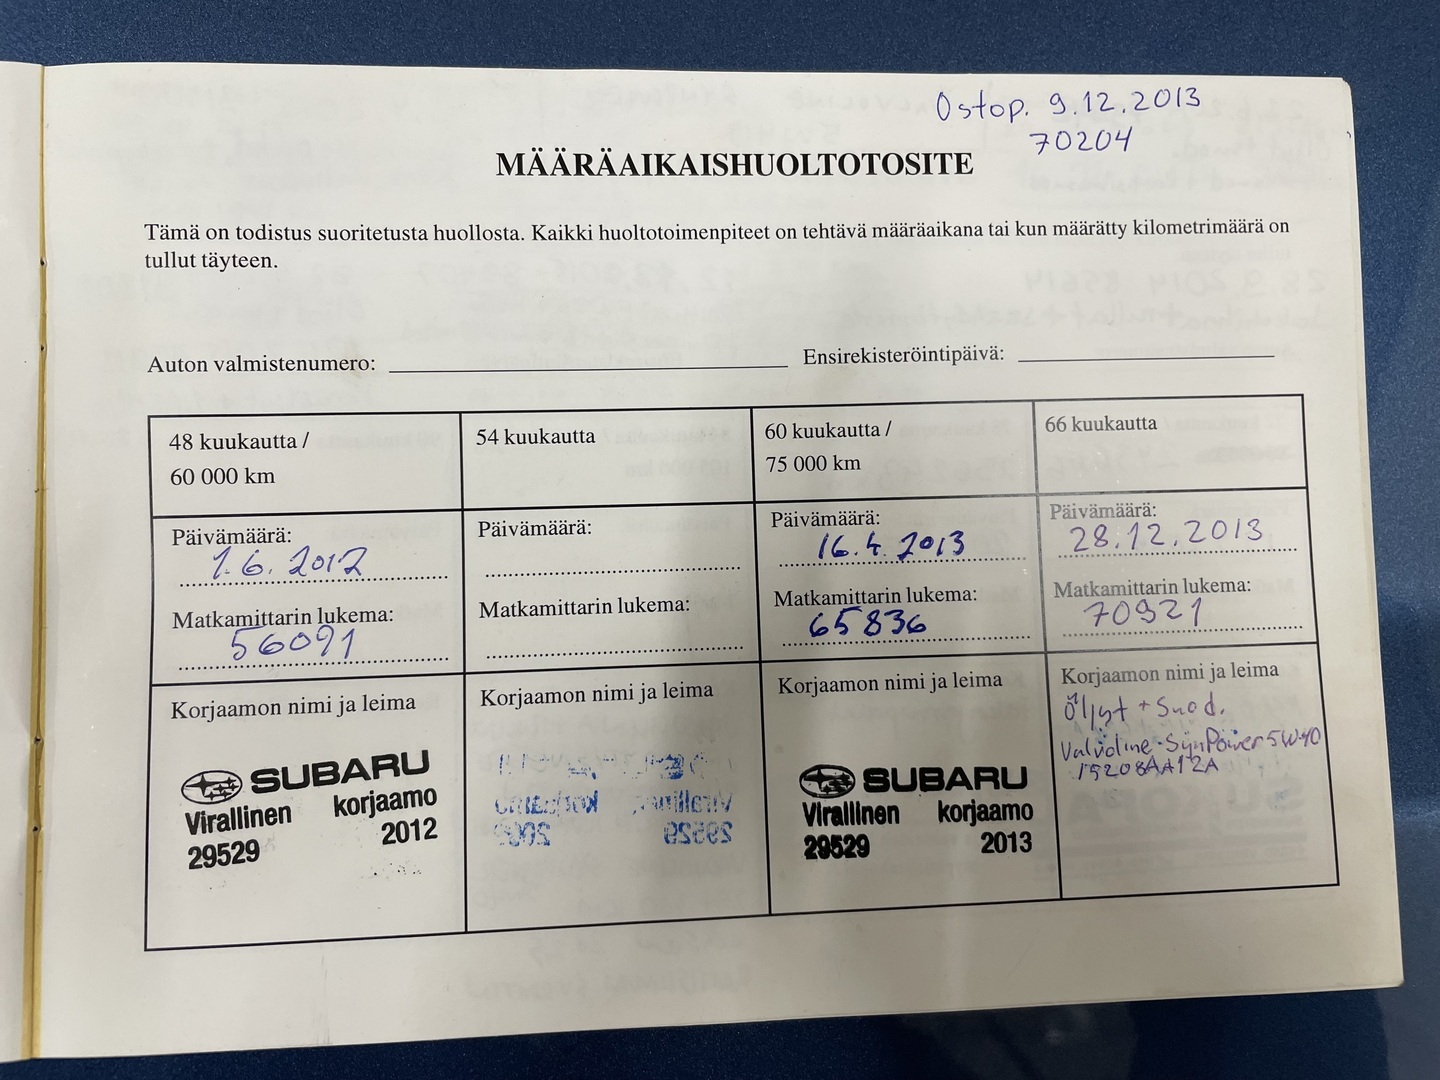 Ostop. 9.12.2013
70204
MÄÄRÄAIKAISHUOLTOTOSITE
Tämä on todistus suoritetusta huollosta. Kaikki huoltotoimenpiteet on tehtävä määräaikana tai kun määrätty kilometrimäärä on
tullut täyteen.
Auton valmistenumero:
Ensirekisteröintipäivä:
48 kuukautta /
60 000 km
Päivämäärä:
1.6.2012
Matkamittarin lukema:
56091
Korjaamon nimi ja leima
SUBARU
Virallinen korjaamo
29529 2012
54 kuukautta
Päivämäärä:
Matkamittarin lukema:
Korjaamon nimi ja leima
60 kuukautta /
75 000 km
Päivämäärä:
16.4.2013
Matkamittarin lukema:
65836
Korjaamon nimi ja leima
SUBARU
Virallinen korjaamo
29529 2013
66 kuukautta
Päivämäärä:
28.12.2013
Matkamittarin lukema:
70921
Korjaamon nimi ja leima
Öljyt + Suod.
Valvoline SynPower 5W40
15208AA12A